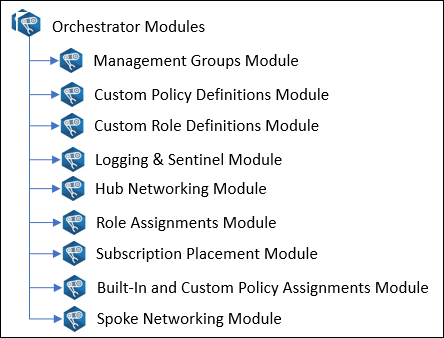 Orchestrator Modules
Management Groups Module
Custom Policy Definitions Module
Custom Role Definitions Module
Logging & Sentinel Module
Hub Networking Module
Role Assignments Module
Subscription Placement Module
Built-In and Custom Policy Assignments Module
Spoke Networking Module